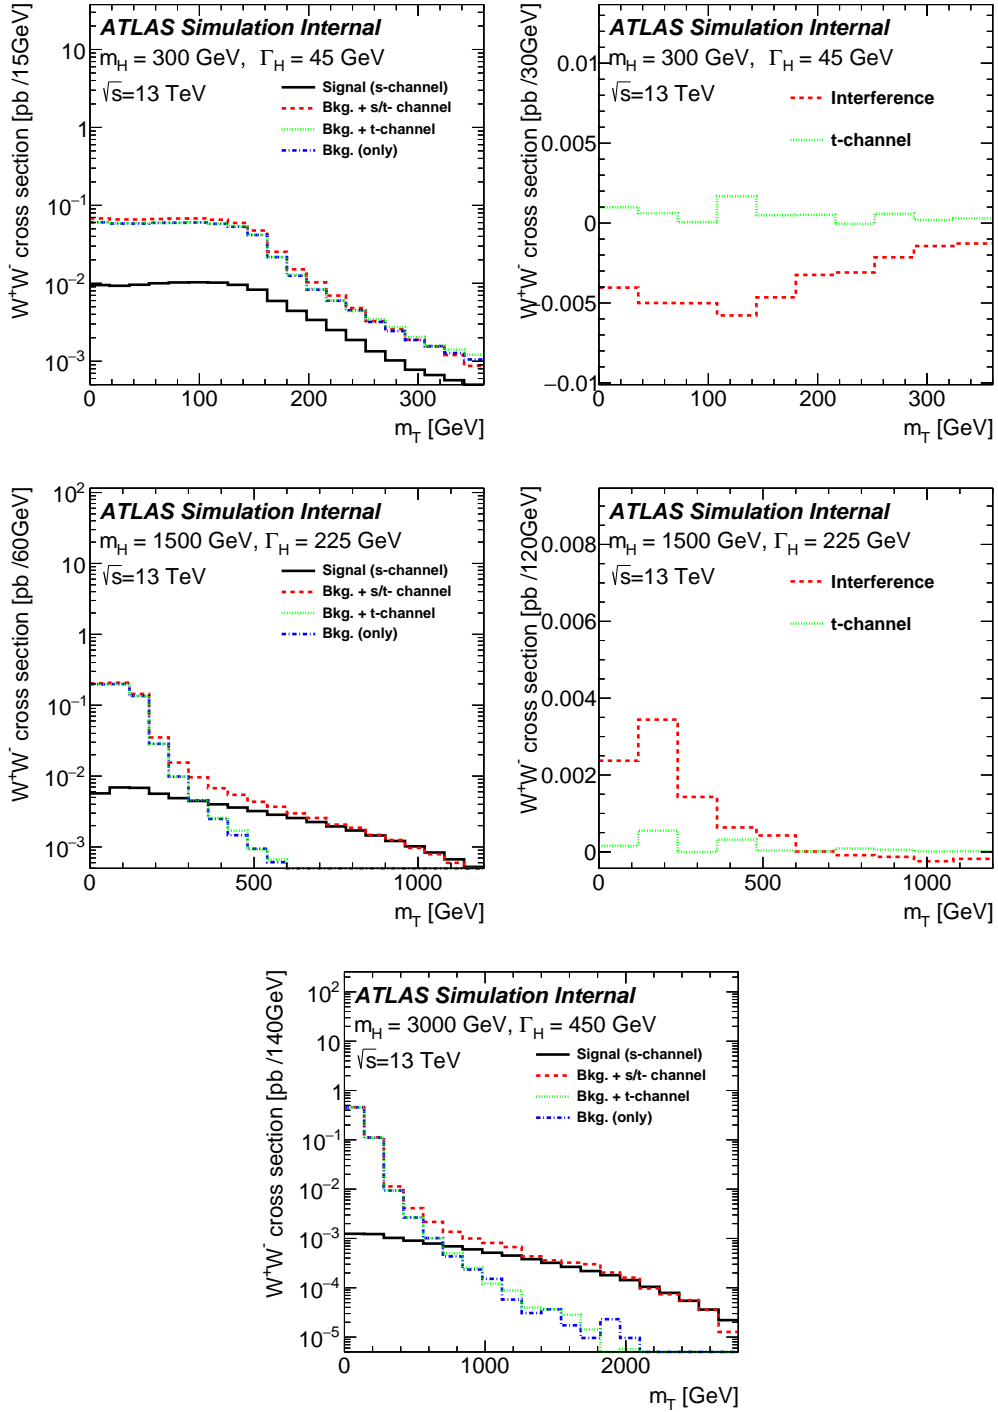 ATLAS Simulation Internal
m_H = 300 GeV, Γ_H = 45 GeV
√s=13 TeV
Signal (s-channel)
Bkg. + s/t- channel
Bkg. + t-channel
Bkg. (only)
W⁺W⁻ cross section [pb /15GeV]
10
1
10⁻¹
10⁻²
10⁻³
0 100 200 300
m_T [GeV]
ATLAS Simulation Internal
m_H = 300 GeV, Γ_H = 45 GeV
√s=13 TeV
Interference
t-channel
W⁺W⁻ cross section [pb /30GeV]
0.01
0.005
0
−0.005
−0.01
0 100 200 300
m_T [GeV]
ATLAS Simulation Internal
m_H = 1500 GeV, Γ_H = 225 GeV
√s=13 TeV
Signal (s-channel)
Bkg. + s/t- channel
Bkg. + t-channel
Bkg. (only)
W⁺W⁻ cross section [pb /60GeV]
10²
10
1
10⁻¹
10⁻²
10⁻³
0 500 1000
m_T [GeV]
ATLAS Simulation Internal
m_H = 1500 GeV, Γ_H = 225 GeV
√s=13 TeV
Interference
t-channel
W⁺W⁻ cross section [pb /120GeV]
0.008
0.006
0.004
0.002
0
0 500 1000
m_T [GeV]
ATLAS Simulation Internal
m_H = 3000 GeV, Γ_H = 450 GeV
√s=13 TeV
Signal (s-channel)
Bkg. + s/t- channel
Bkg. + t-channel
Bkg. (only)
W⁺W⁻ cross section [pb /140GeV]
10²
10
1
10⁻¹
10⁻²
10⁻³
10⁻⁴
10⁻⁵
0 1000 2000
m_T [GeV]